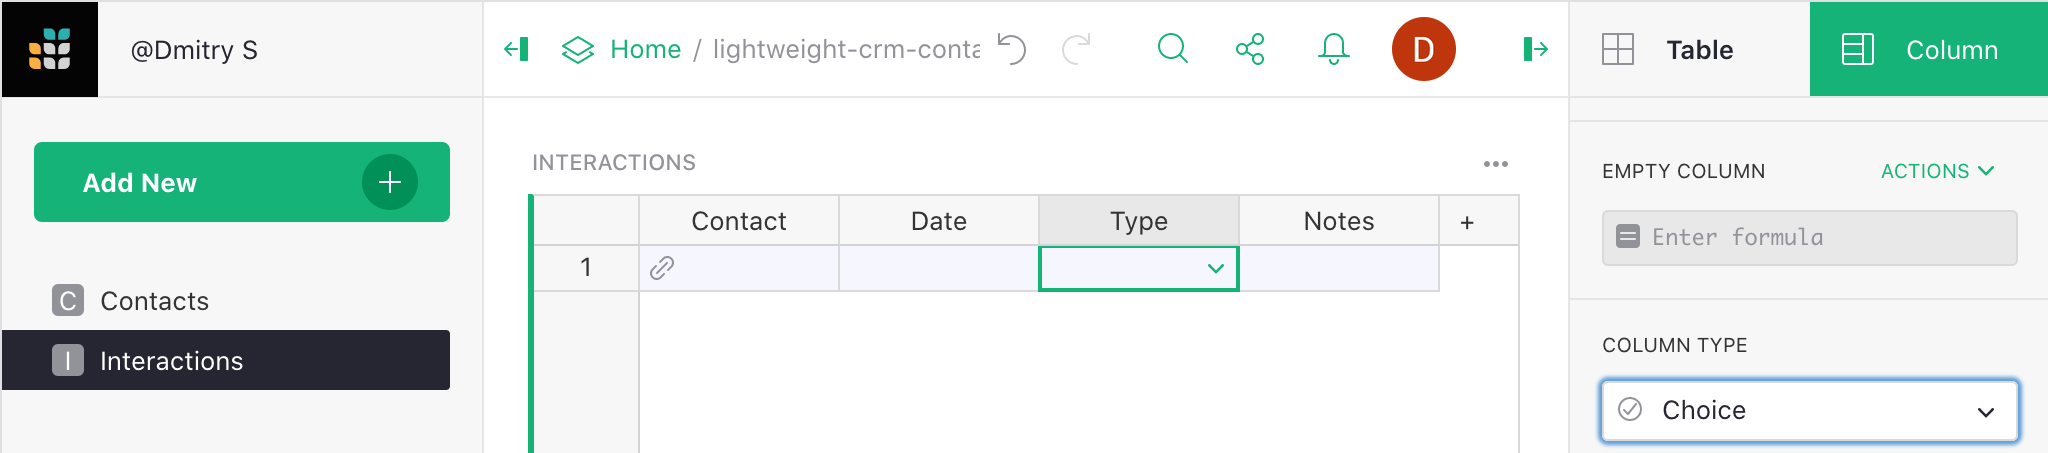 @Dmitry S
Home / lightweight-crm-conta
D
Table
Column
Add New
Contacts
Interactions
INTERACTIONS
Contact Date Type Notes +
1
EMPTY COLUMN
ACTIONS
Enter formula
COLUMN TYPE
Choice
C
I